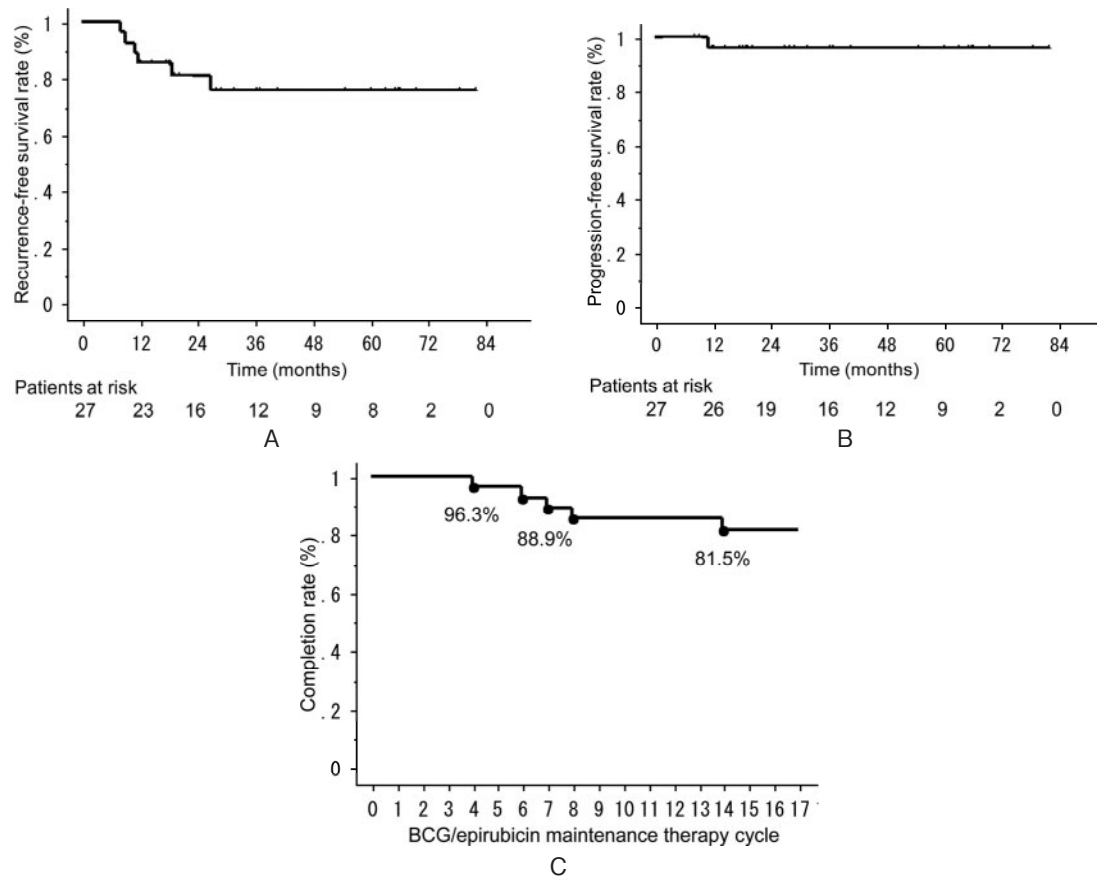 Recurrence-free survival rate (%)
1
. 8
. 6
. 4
. 2
0
0 12 24 36 48 60 72 84
Time (months)
Patients at risk
27 23 16 12 9 8 2 0
A
Progression-free survival rate (%)
1
. 8
. 6
. 4
. 2
0
0 12 24 36 48 60 72 84
Time (months)
Patients at risk
27 26 19 16 12 9 2 0
B
Completion rate (%)
1
. 8
. 6
. 4
. 2
0
96.3%
88.9%
81.5%
0 1 2 3 4 5 6 7 8 9 10 11 12 13 14 15 16 17
BCG/epirubicin maintenance therapy cycle
C